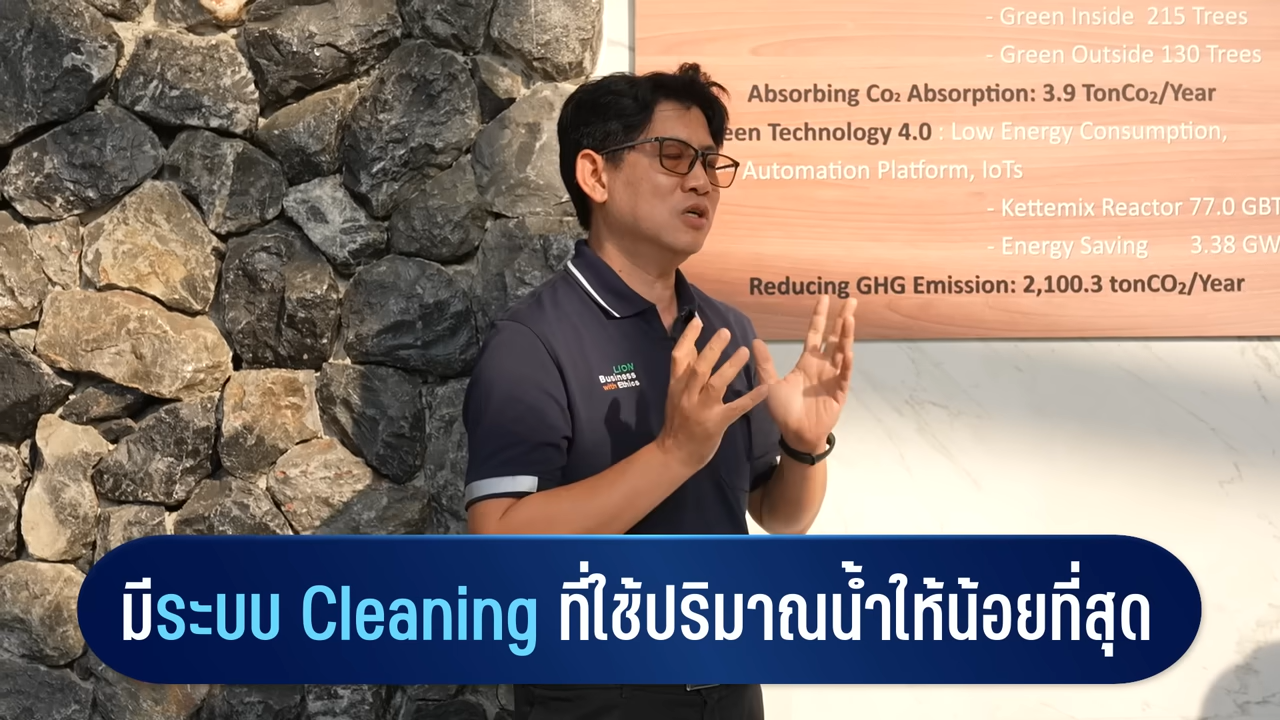 - Green Inside 215 Trees
- Green Outside 130 Trees
Absorbing Co₂ Absorption: 3.9 TonCo₂/Year
Technology 4.0 : Low Energy Consumption,
Automation Platform, IoTs
- Kettemix Reactor 77.0
- Energy Saving 3.38
Reducing GHG Emission: 2,100.3 tonCO₂/Year
LION
Business
with Ethics
มีระบบ Cleaning ที่ใช้ปริมาณน้ำให้น้อยที่สุด